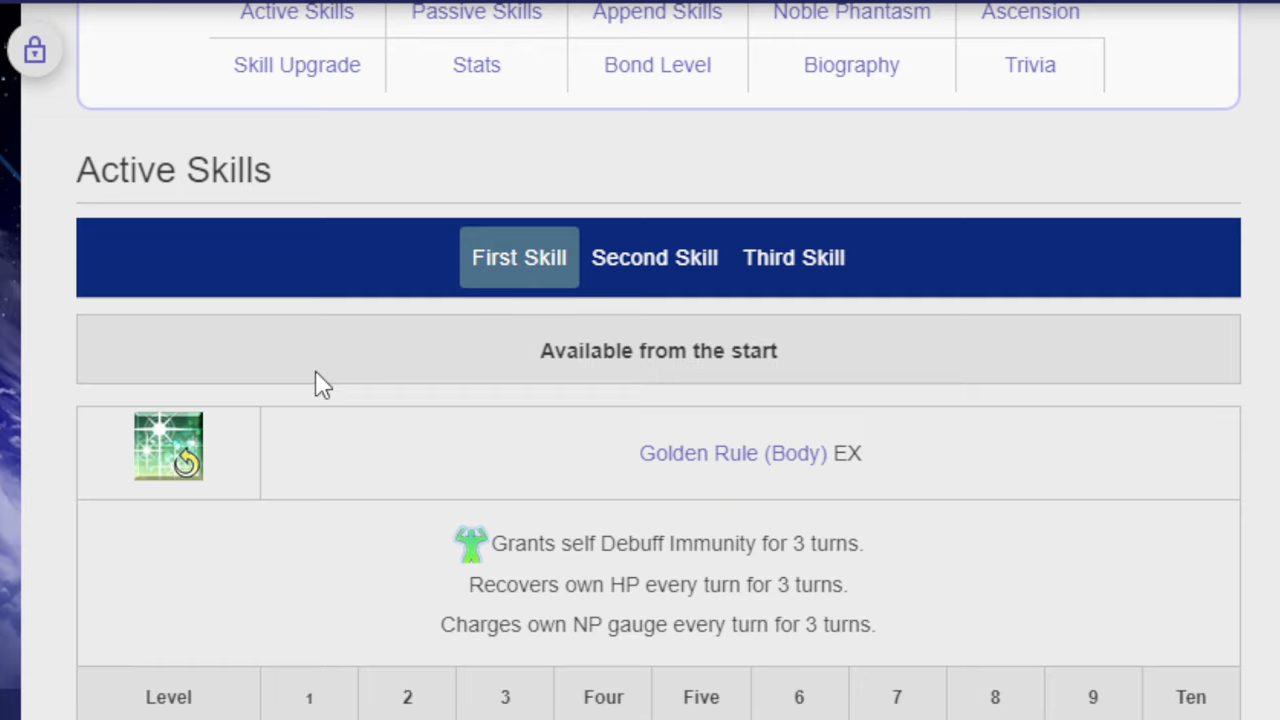 Active Skills Passive Skills Append Skills Noble Phantasm Ascension
Skill Upgrade Stats Bond Level Biography Trivia
Active Skills
First Skill Second Skill Third Skill
Available from the start
Golden Rule (Body) EX
Grants self Debuff Immunity for 3 turns.
Recovers own HP every turn for 3 turns.
Charges own NP gauge every turn for 3 turns.
Level 1 2 3 Four Five 6 7 8 9 Ten